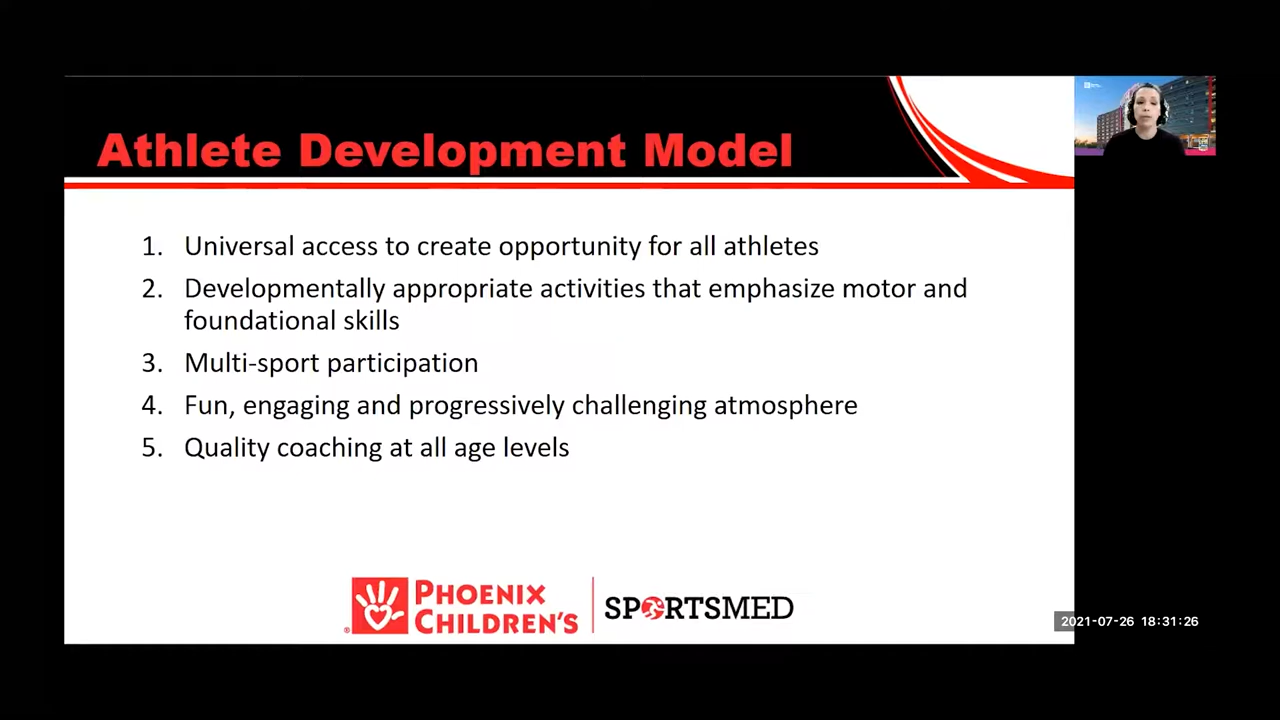 Athlete Development Model
1. Universal access to create opportunity for all athletes
2. Developmentally appropriate activities that emphasize motor and
foundational skills
3. Multi-sport participation
4. Fun, engaging and progressively challenging atmosphere
5. Quality coaching at all age levels
PHOENIX
CHILDREN'S
SPORTSMED
2021-07-26 18:31:26